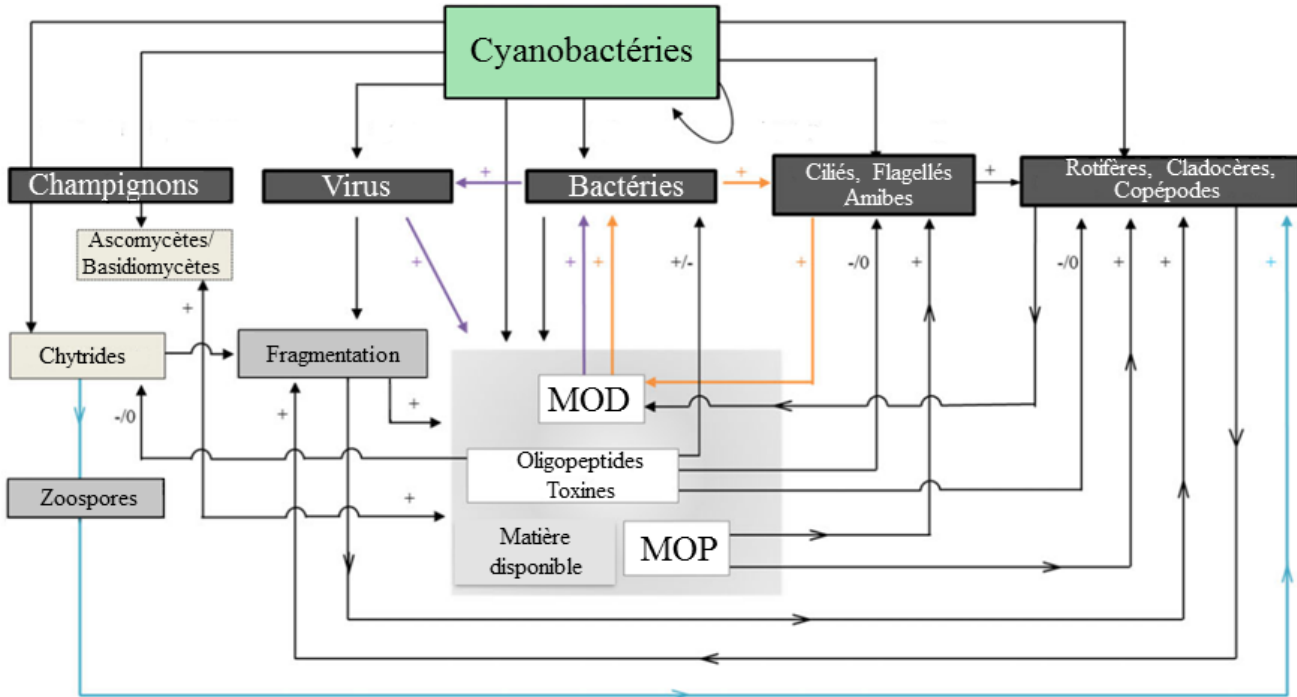 Cyanobactéries
Champignons
Virus
+
Bactéries
+
Ciliés, Flagellés
Amibes
+
Rotifères, Cladocères,
Copépodes
Ascomycètes/
Basidiomycètes
+
+
+
+/-
+
-/0
+
-/0
+
+
+
+
Chytrides
Fragmentation
-/0
+
+
MOD
Oligopeptides
Toxines
Zoospores
+
Matière
disponible
MOP